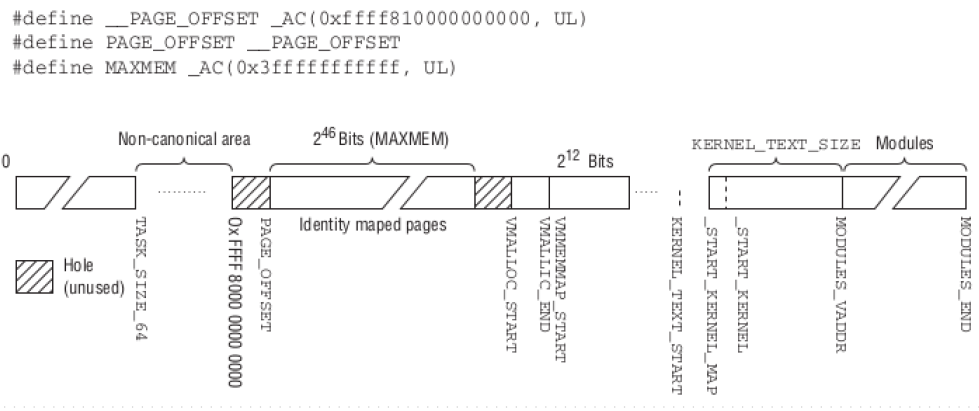 #define __PAGE_OFFSET _AC(0xffff810000000000, UL)
#define PAGE_OFFSET __PAGE_OFFSET
#define MAXMEM _AC(0x3fffffffffff, UL)
Non-canonical area
2^46 Bits (MAXMEM)
2^12 Bits
KERNEL_TEXT_SIZE
Modules
0
Identity maped pages
TASK_SIZE_64
0x FFFF 8000 0000 0000
PAGE_OFFSET
VMALLOC_START
VMALLIC_END
VMMEMMAP_START
KERNEL_TEXT_START
_START_KERNEL_MAP
_START_KERNEL
MODULES_VADDR
MODULES_END
Hole
(unused)